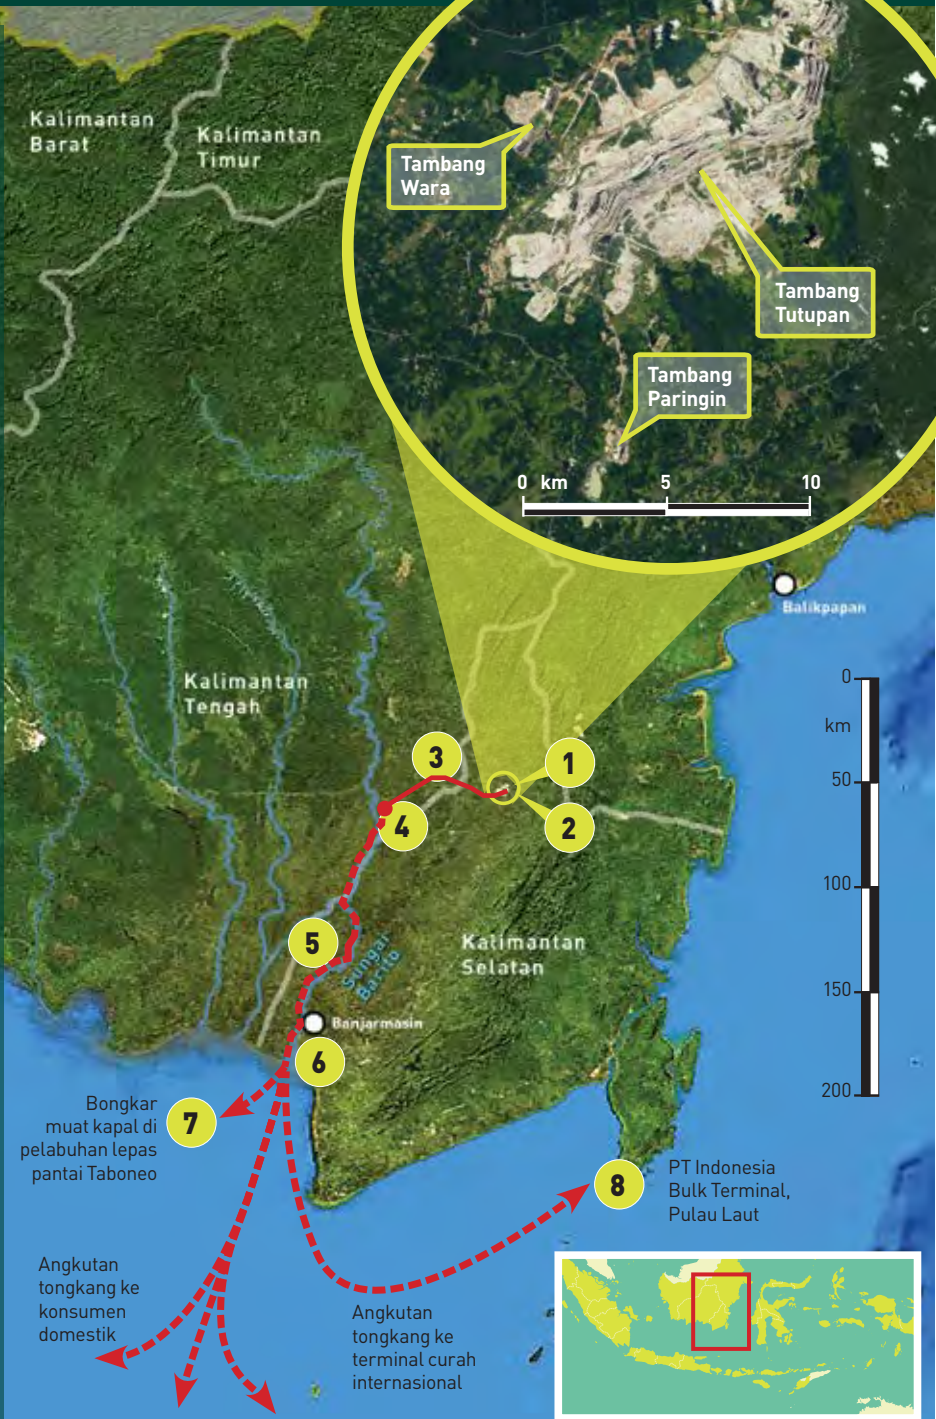 Kalimantan
Barat
Kalimantan
Timur
Tambang
Wara
Tambang
Tutupan
Tambang
Paringin
0 km 5 10
Balikpapan
Kalimantan
Tengah
0
km
50
100
150
200
3
1
4
2
5
Sungai
Barito
Kalimantan
Selatan
Banjarmasin
6
Bongkar
muat kapal di
pelabuhan lepas
pantai Taboneo
7
8
PT Indonesia
Bulk Terminal,
Pulau Laut
Angkutan
tongkang ke
konsumen
domestik
Angkutan
tongkang ke
terminal curah
internasional